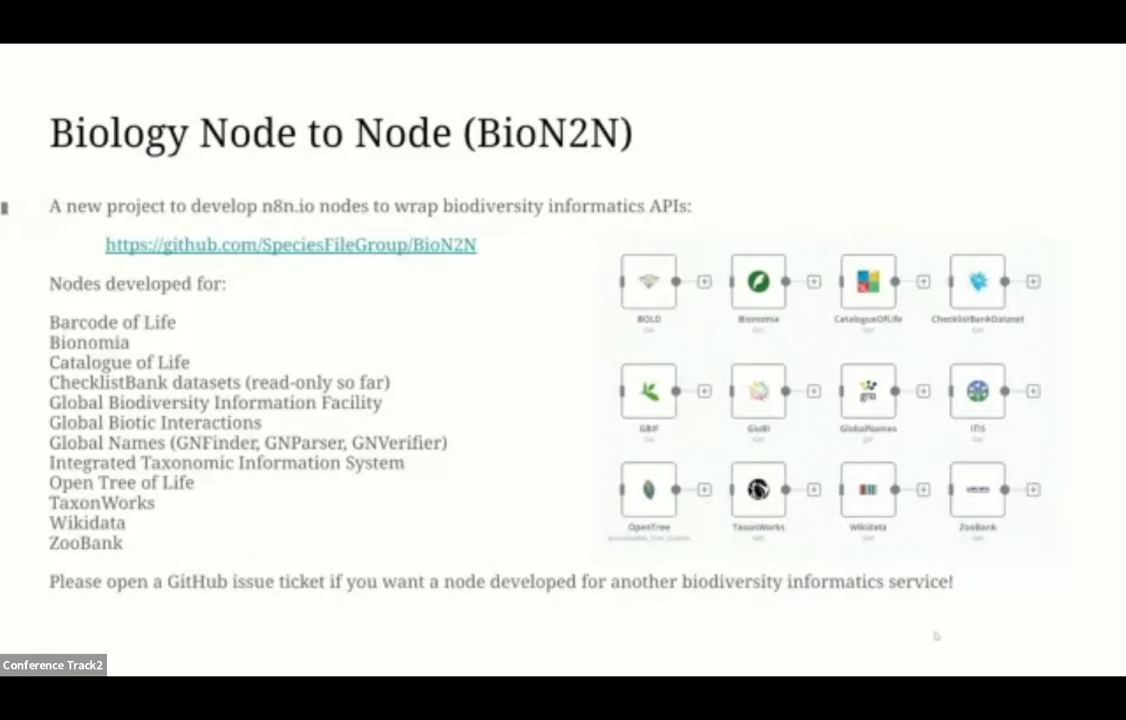 Biology Node to Node (BioN2N)
A new project to develop n8n.io nodes to wrap biodiversity informatics APIs:
https://github.com/SpeciesFileGroup/BioN2N
Nodes developed for:
Barcode of Life
Bionomia
Catalogue of Life
ChecklistBank datasets (read-only so far)
Global Biodiversity Information Facility
Global Biotic Interactions
Global Names (GNFinder, GNParser, GNVerifier)
Integrated Taxonomic Information System
Open Tree of Life
TaxonWorks
Wikidata
ZooBank
BOLD Bionomia CatalogueOfLife ChecklistBankDataset
GBIF GloBI GlobalNames ITIS
OpenTree TaxonWorks Wikidata ZooBank
Please open a GitHub issue ticket if you want a node developed for another biodiversity informatics service!
Conference Track2